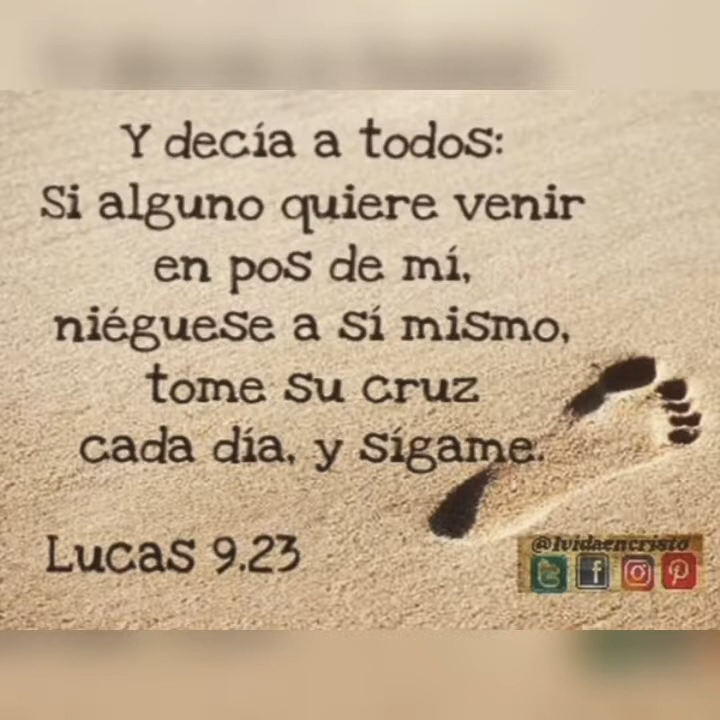 Y decía a todos:
Si alguno quiere venir
en pos de mí,
niéguese a sí mismo,
tome su cruz
cada día, y sígame.
Lucas 9.23
@1vidaencristo